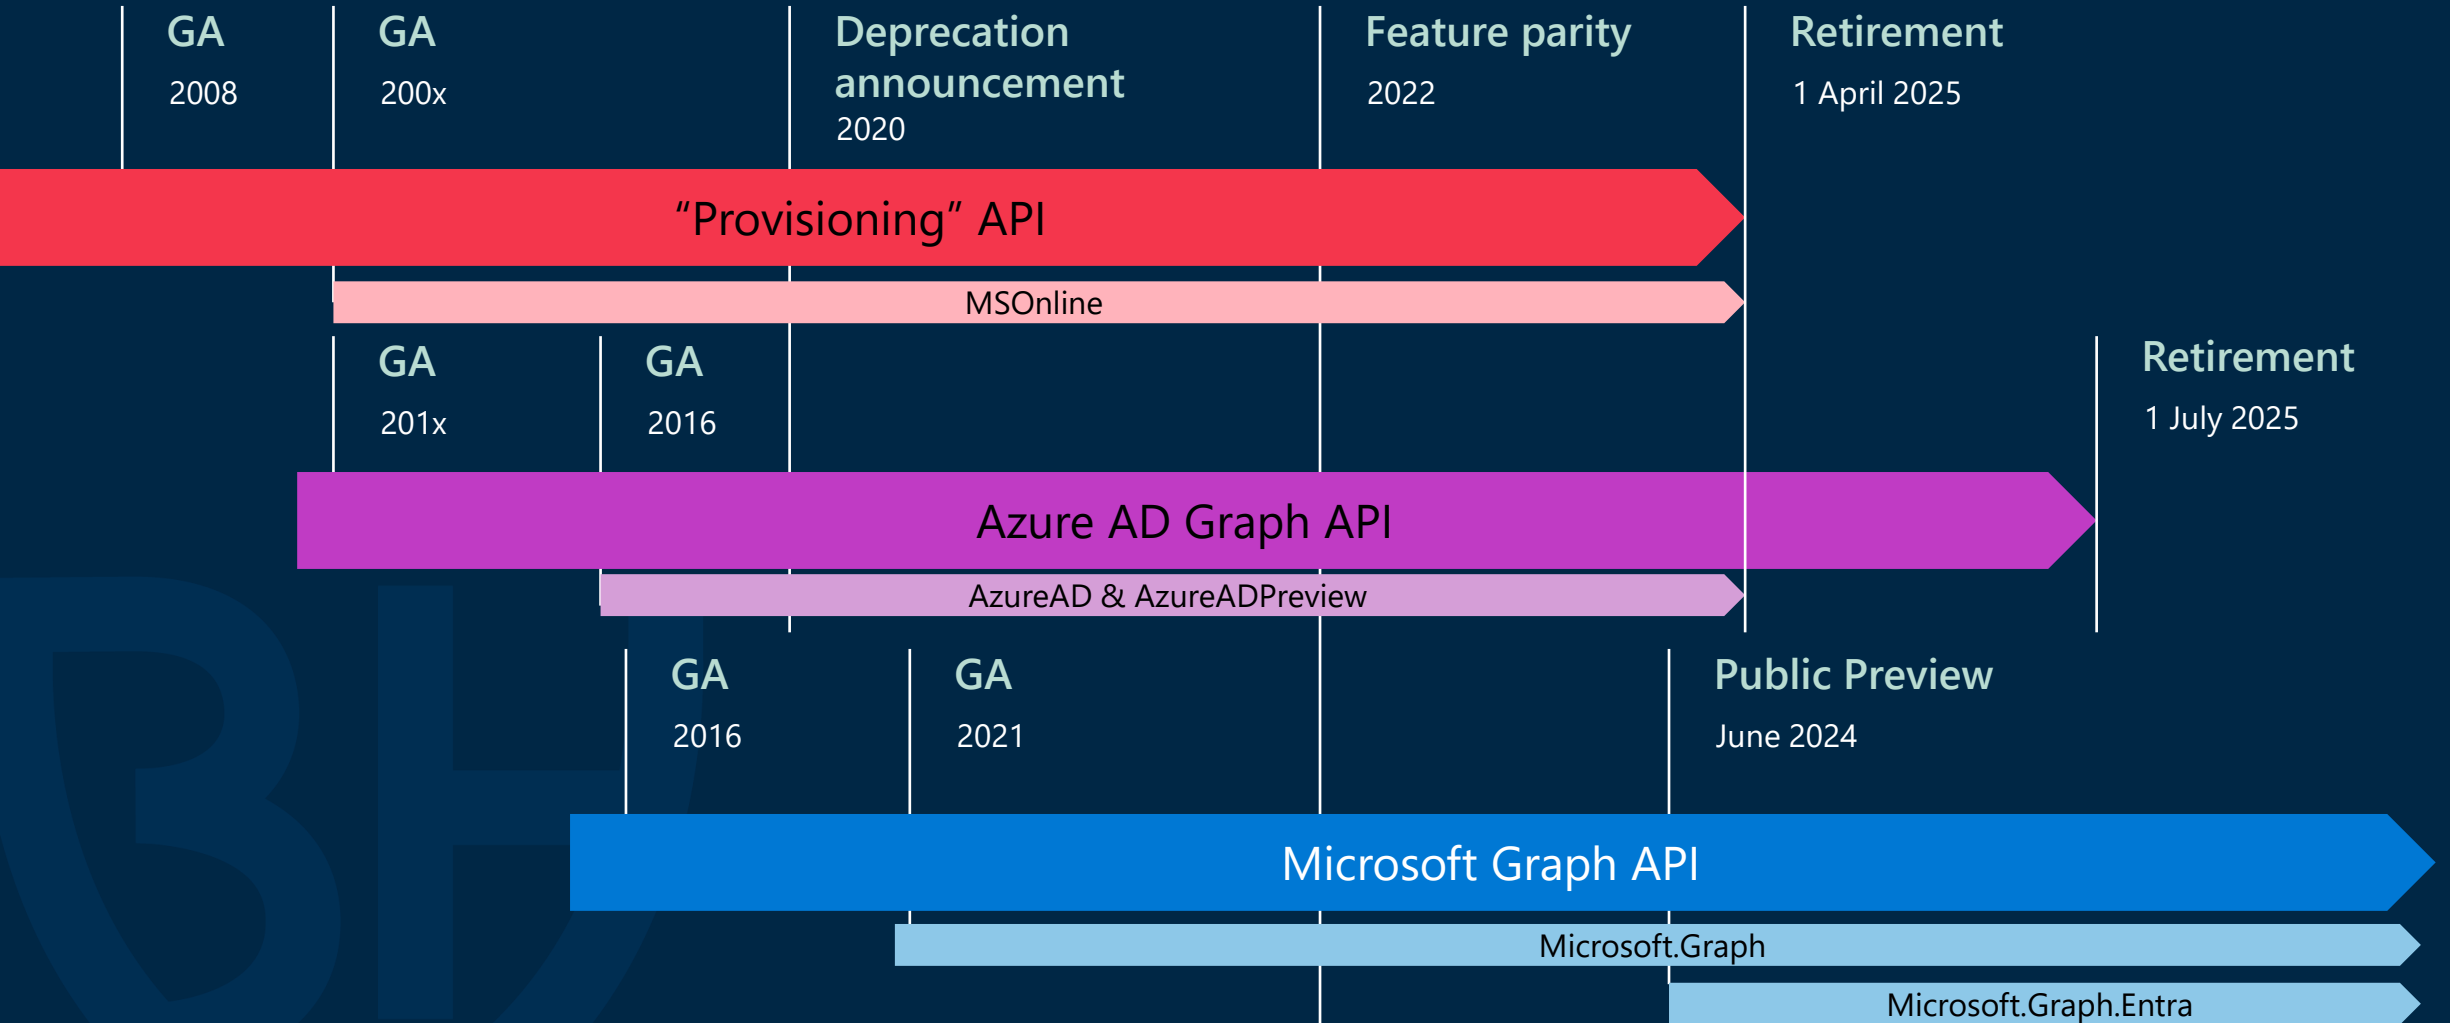 GA
2008
GA
200x
Deprecation
announcement
2020
Feature parity
2022
Retirement
1 April 2025
“Provisioning” API
MSOnline
GA
201x
GA
2016
Retirement
1 July 2025
Azure AD Graph API
AzureAD & AzureADPreview
GA
2016
GA
2021
Public Preview
June 2024
Microsoft Graph API
Microsoft.Graph
Microsoft.Graph.Entra
BH